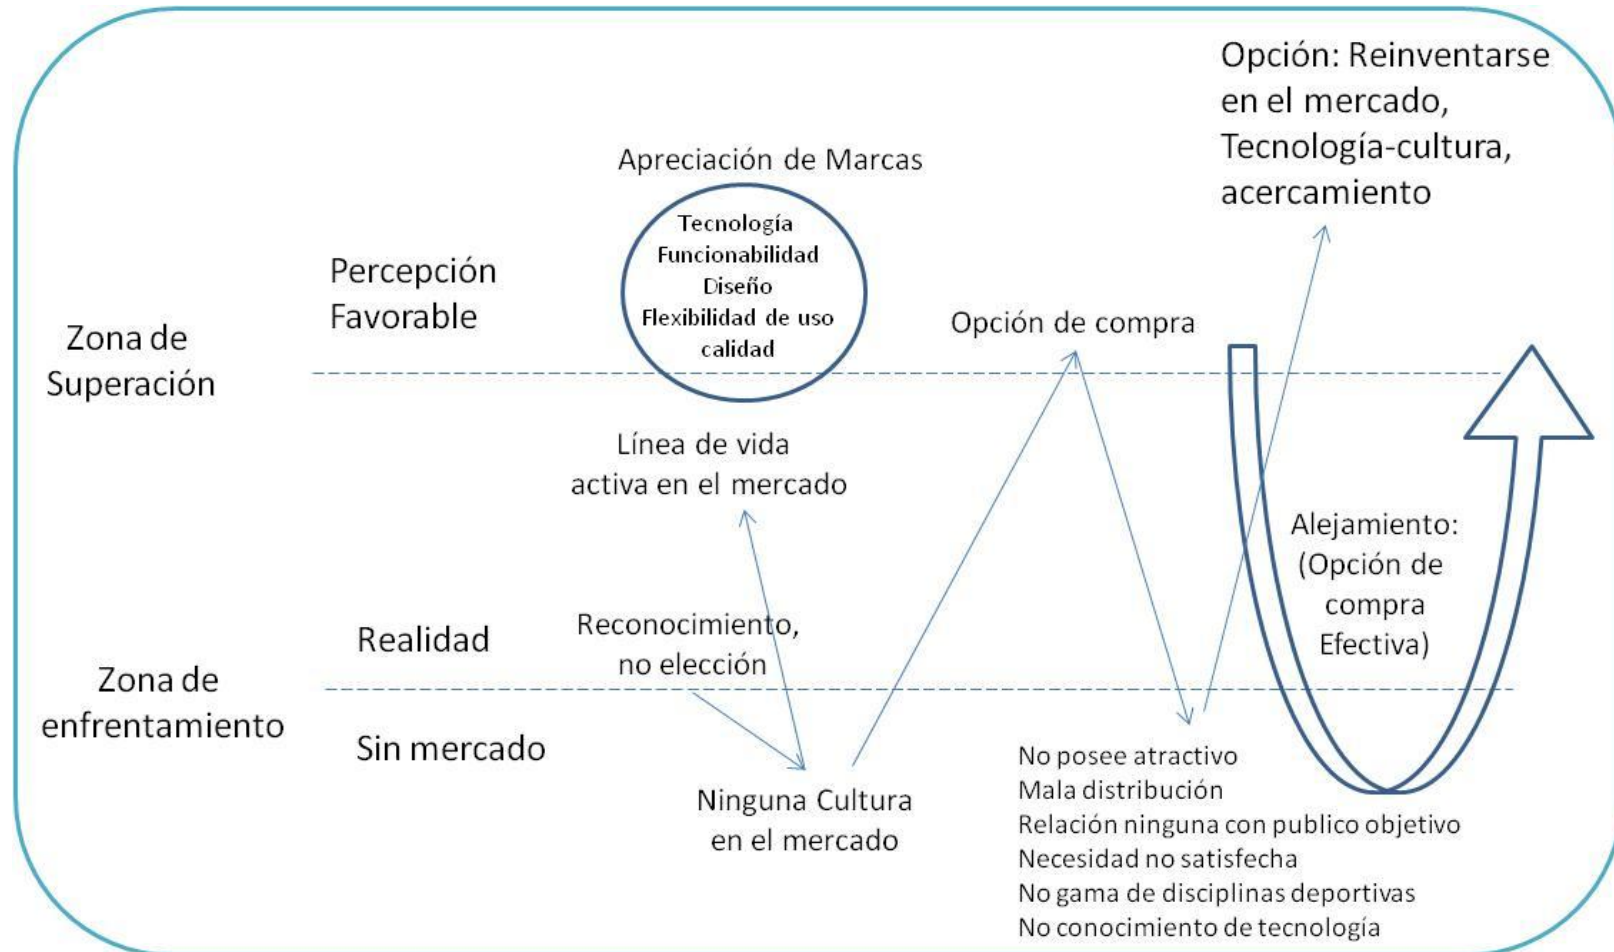 Opción: Reinventarse
en el mercado,
Tecnología-cultura,
acercamiento
Apreciación de Marcas
Tecnología
Funcionabilidad
Diseño
Flexibilidad de uso
calidad
Percepción
Favorable
Zona de
Superación
Opción de compra
Línea de vida
activa en el mercado
Alejamiento:
(Opción de
compra
Efectiva)
Realidad
Reconocimiento,
no elección
Zona de
enfrentamiento
Sin mercado
Ninguna Cultura
en el mercado
No posee atractivo
Mala distribución
Relación ninguna con publico objetivo
Necesidad no satisfecha
No gama de disciplinas deportivas
No conocimiento de tecnología